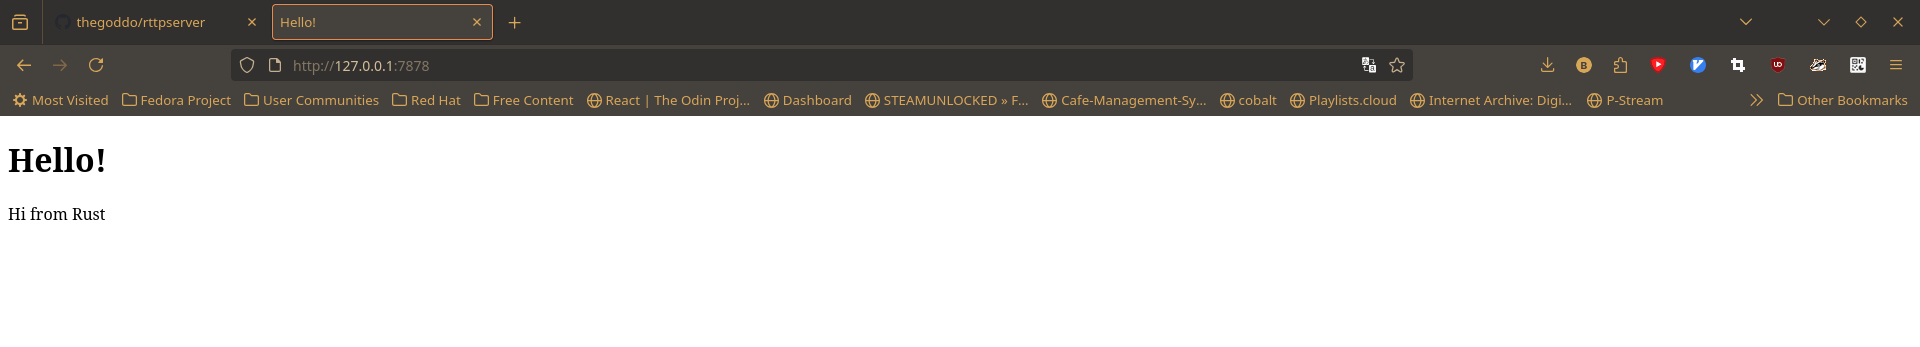 thegoddo/rttpserver Hello!
http://127.0.0.1:7878
Most Visited Fedora Project User Communities Red Hat Free Content React | The Odin Proj... Dashboard STEAMUNLOCKED » F... Cafe-Management-Sy... cobalt Playlists.cloud Internet Archive: Digi... P-Stream Other Bookmarks
Hello!
Hi from Rust